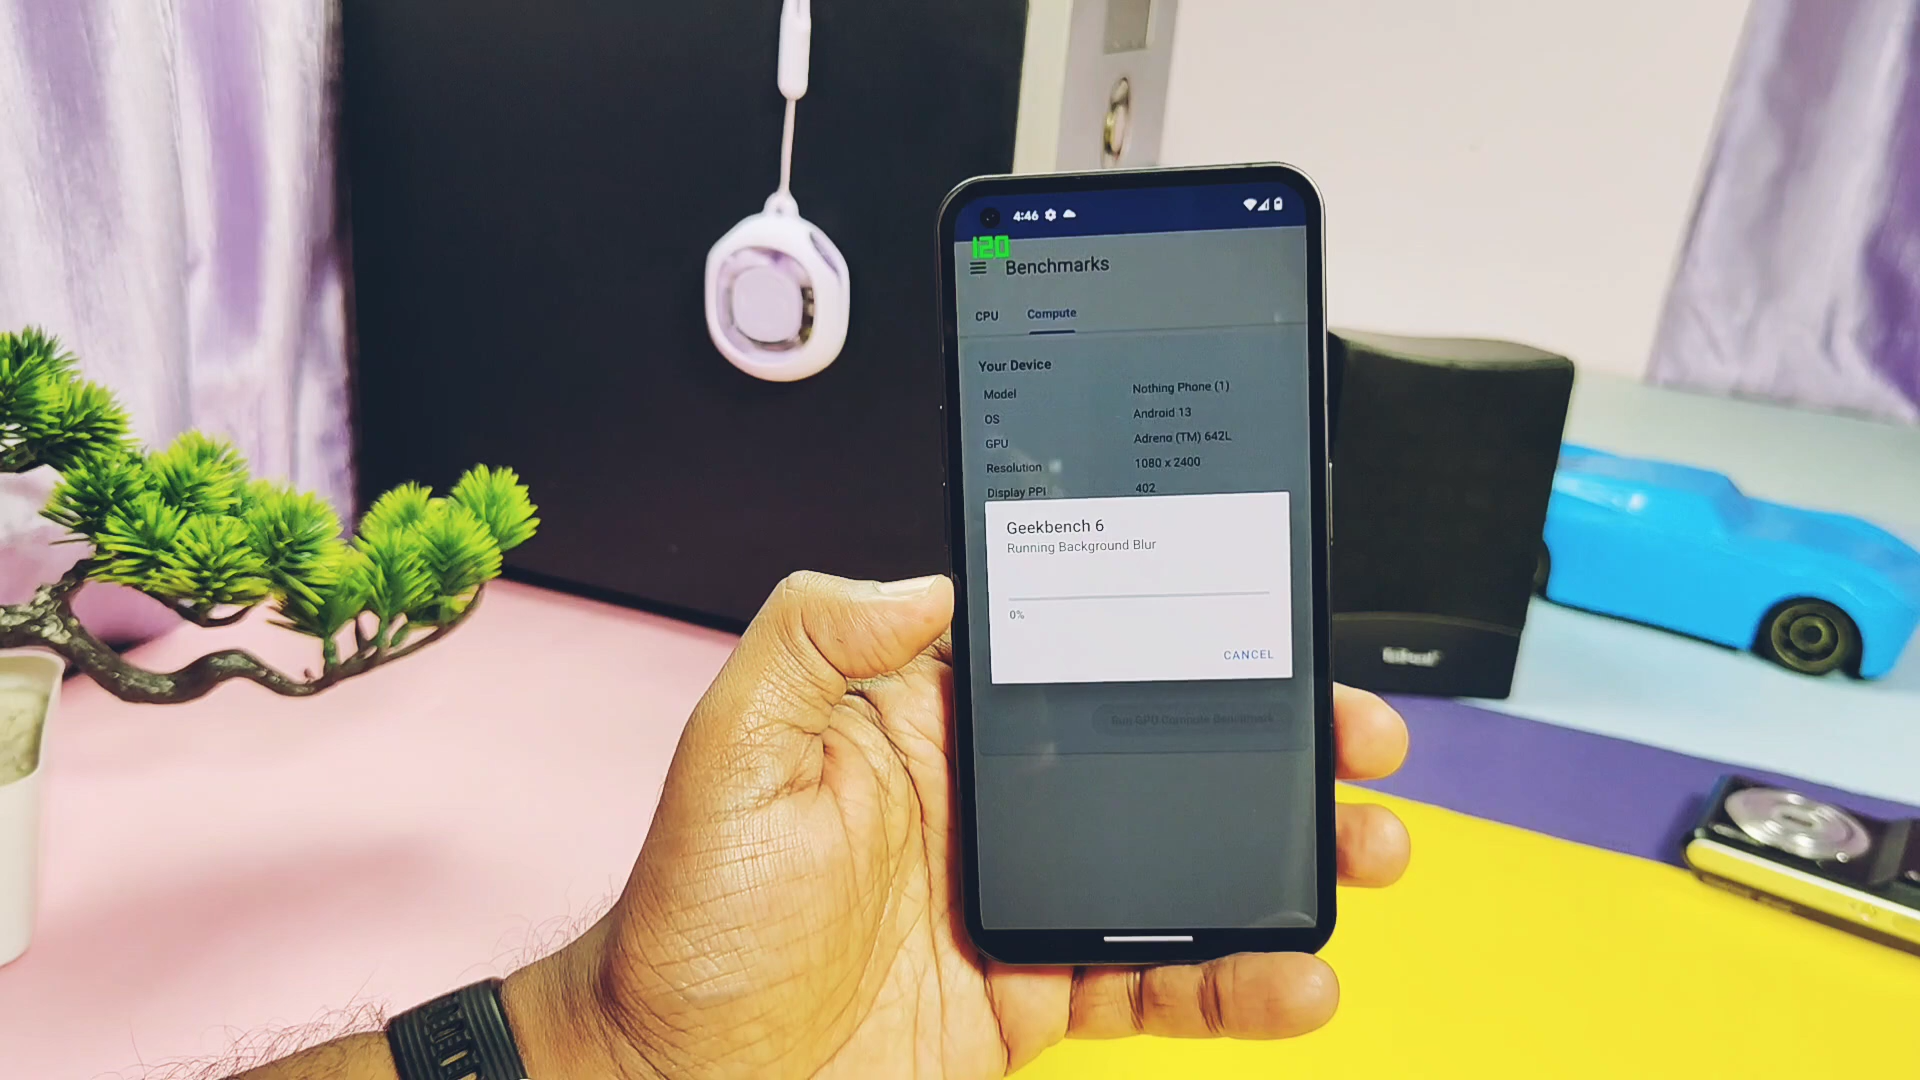 4:46
120
Benchmarks
CPU Compute
Your Device
Model Nothing Phone (1)
OS Android 13
GPU Adreno (TM) 642L
Resolution 1080 x 2400
Display PPI 402
Geekbench 6
Running Background Blur
0%
CANCEL
Run GPU Compute Benchmark